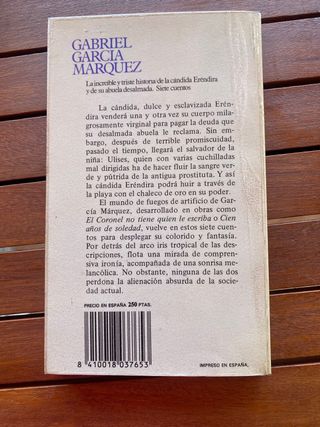 GABRIEL
GARCIA
MARQUEZ
La increíble y triste historia de la cándida Eréndira
y de su abuela desalmada. Siete cuentos
La cándida, dulce y esclavizada Erén-
dira venderá una y otra vez su cuerpo mila-
grosamente virginal para pagar la deuda que
su desalmada abuela le reclama. Sin em-
bargo, después de terrible promiscuidad,
pasado el tiempo, llegará el salvador de la
niña: Ulises, quien con varias cuchilladas
mal dirigidas ha de hacer fluir la sangre ver-
de y pútrida de la antigua prostituta. Y así
la cándida Eréndira podrá huir a través de
la playa con el chaleco de oro en su poder.
El mundo de fuegos de artificio de Gar-
cía Márquez, desarrollado en obras como
El Coronel no tiene quien le escriba o Cien
años de soledad, vuelve en estos siete cuen-
tos para desplegar su colorido y fantasía.
Por detrás del arco iris tropical de las des-
cripciones, flota una mirada de compren-
siva ironía, acompañada de una sonrisa me-
lancólica. No obstante, ninguna de las dos
perdona la alienación absurda de la socie-
dad actual.
PRECIO EN ESPAÑA 250 PTAS.
8 410018 037653
IMPRESO EN ESPAÑA.